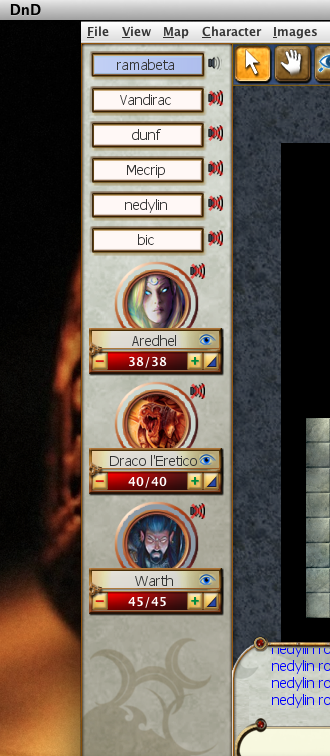 DnD
File View Map Character Images
ramabeta
Vandirac
dunf
Mecrip
nedylin
bic
Aredhel
38/38
Draco l'Eretico
40/40
Warth
45/45
nedylin ro
nedylin ro
nedylin ro
nedylin ro